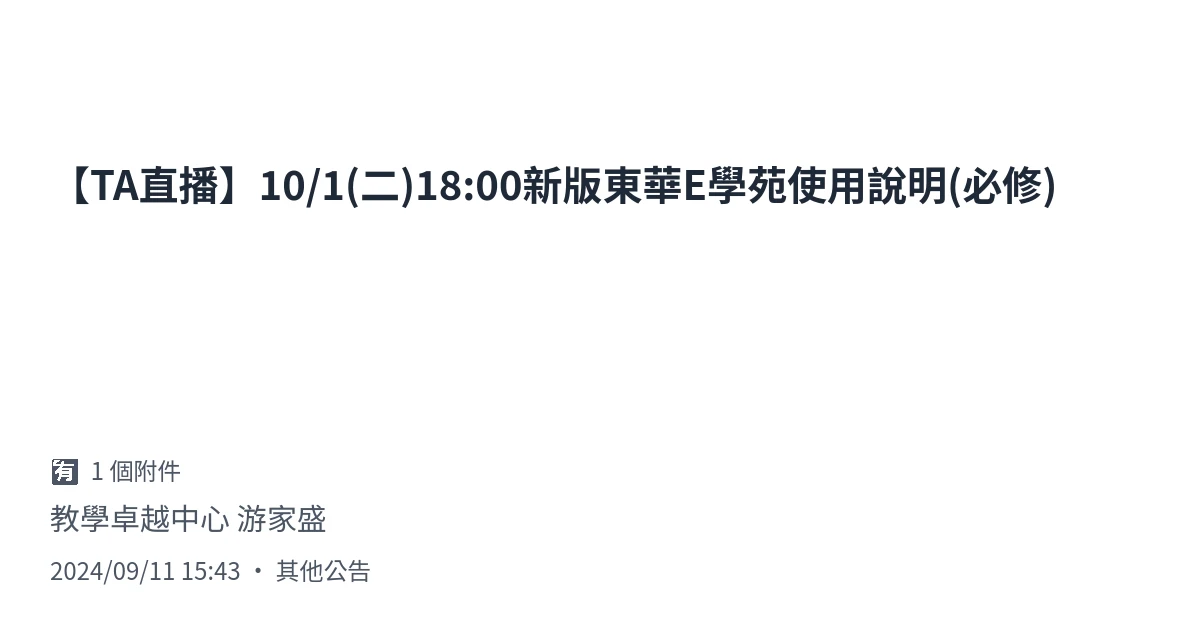 【TA直播】10/1(二)18:00新版東華E學苑使用說明(必修)
有 1 個附件
教學卓越中心 游家盛
2024/09/11 15:43 • 其他公告